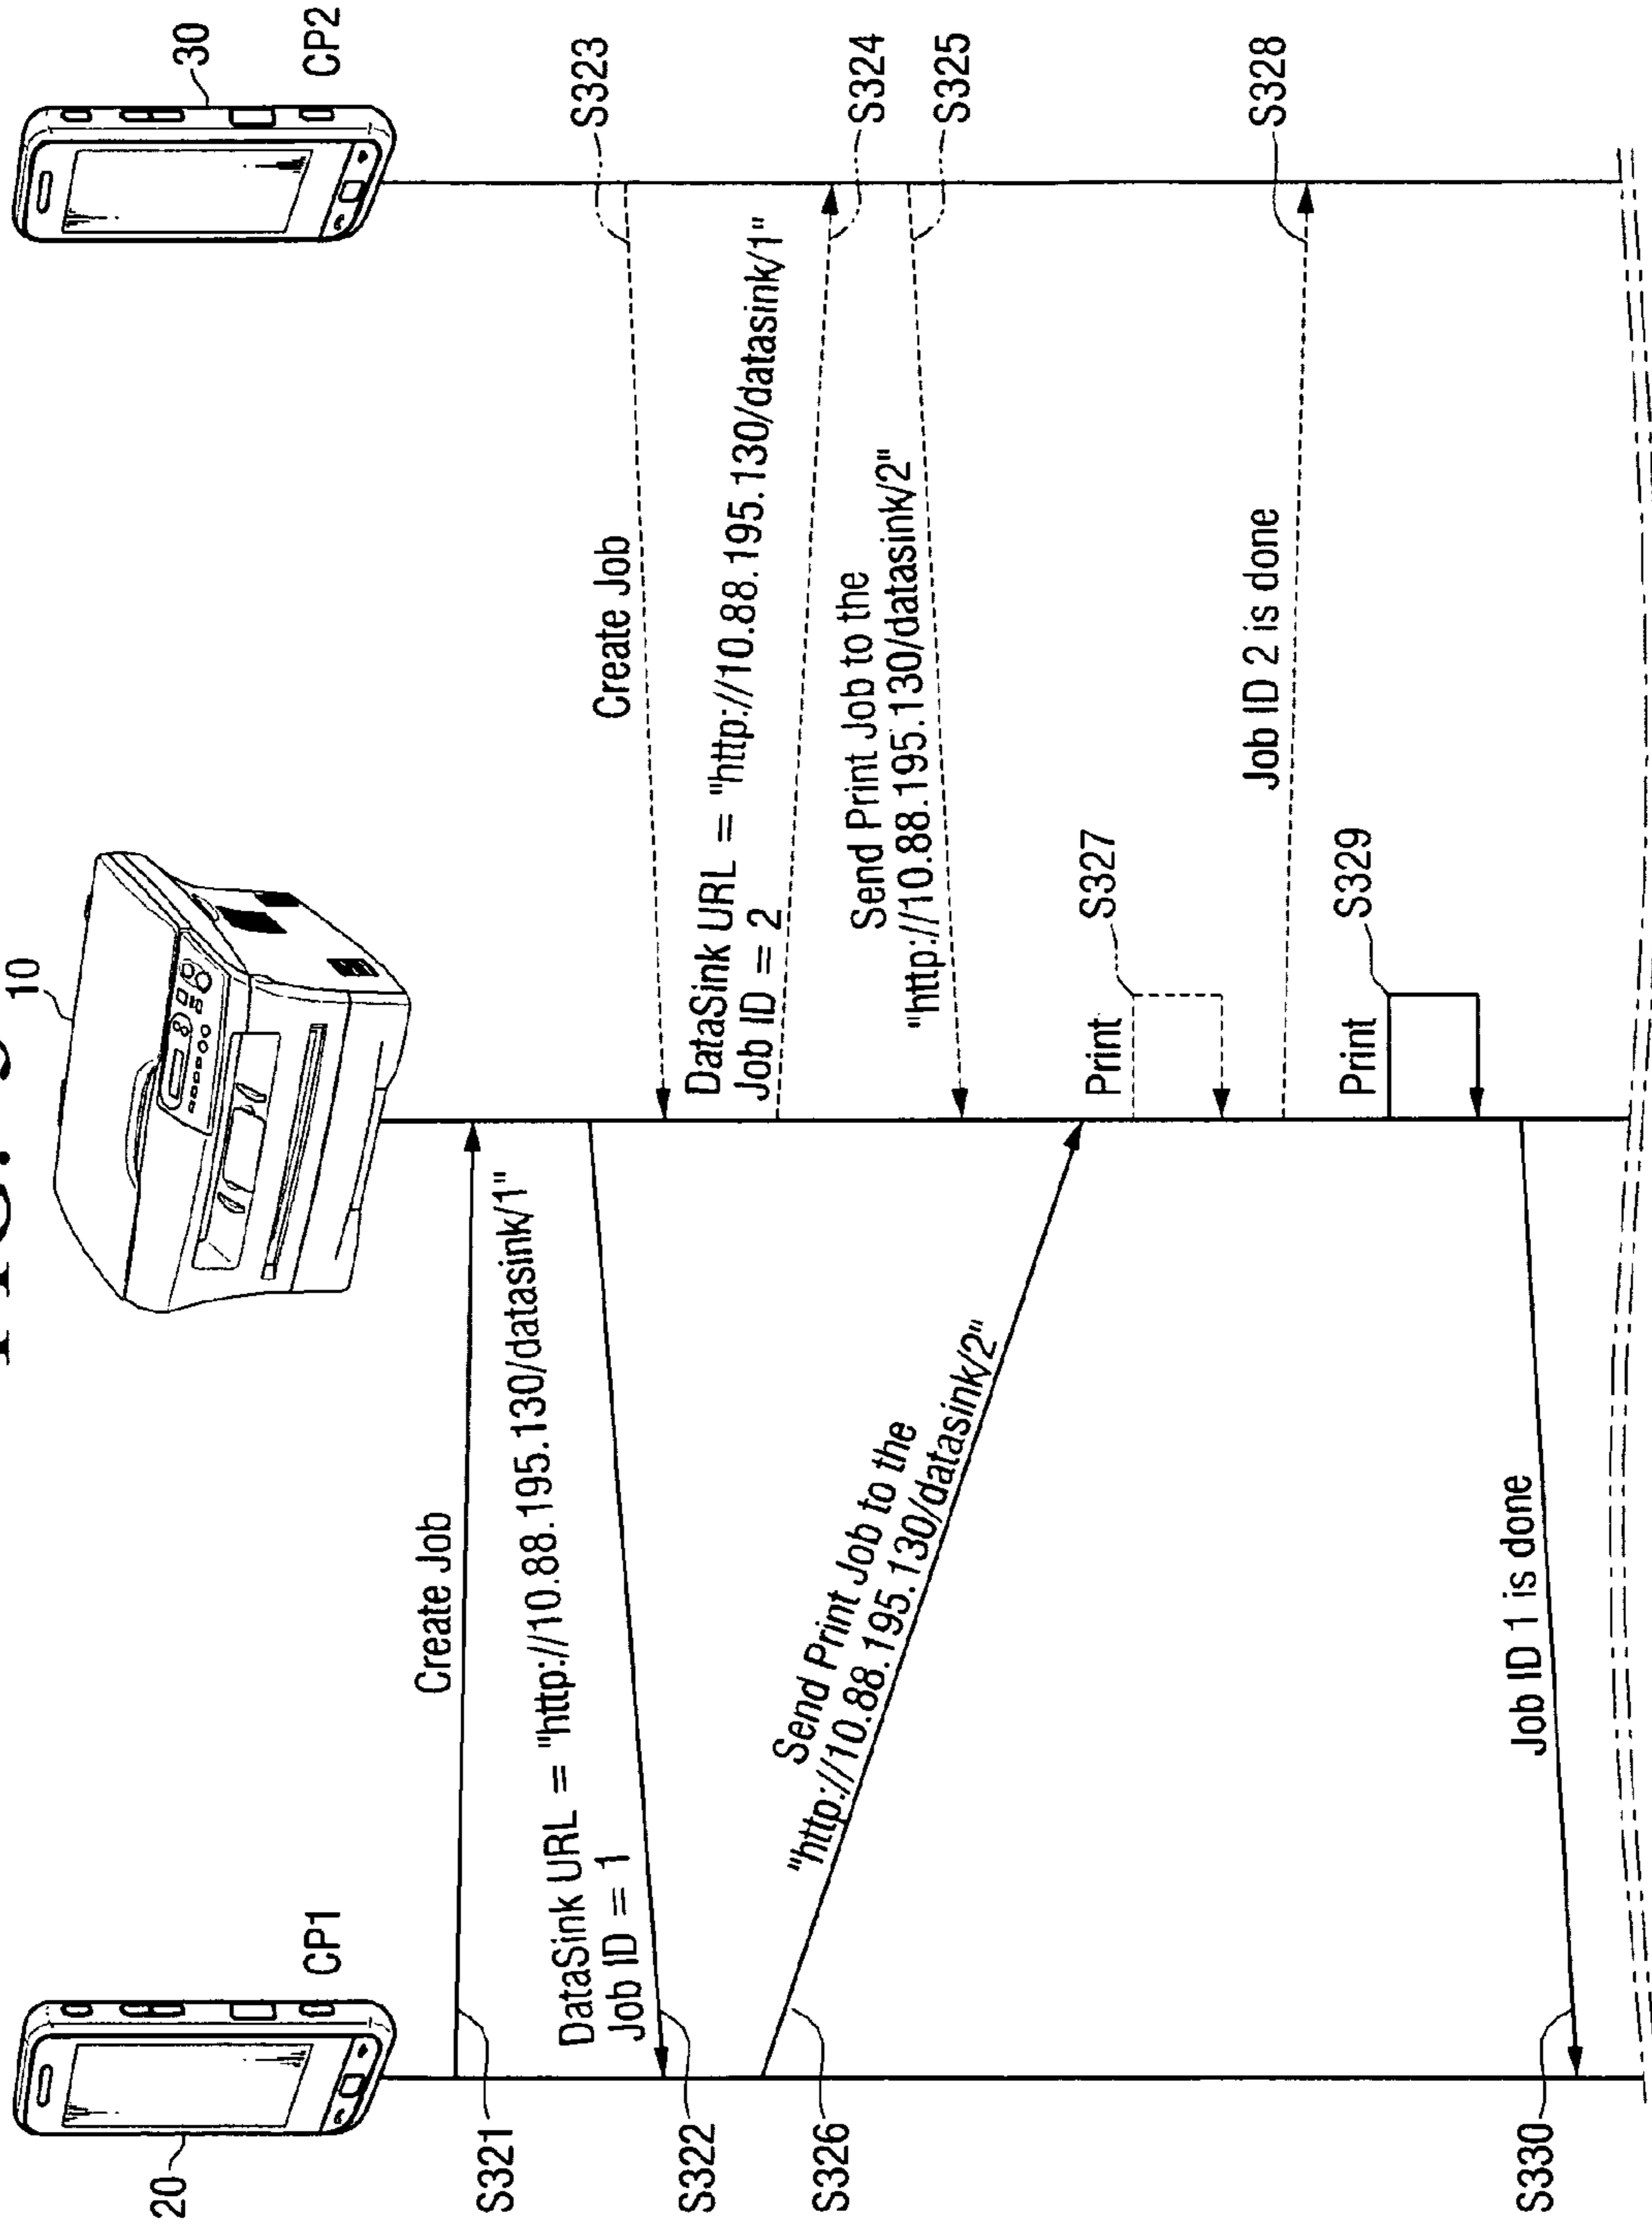 10
20
CP1
30
CP2
S321
Create Job
DataSink URL = "http://10.88.195.130/datasink/1"
Job ID = 1
S322
S323
Create Job
DataSink URL = "http://10.88.195.130/datasink/1"
Job ID = 2
S324
Send Print Job to the
"http://10.88.195.130/datasink/2"
S325
Send Print Job to the
"http://10.88.195.130/datasink/2"
S326
Print
S327
Job ID 2 is done
S328
Print
S329
Job ID 1 is done
S330